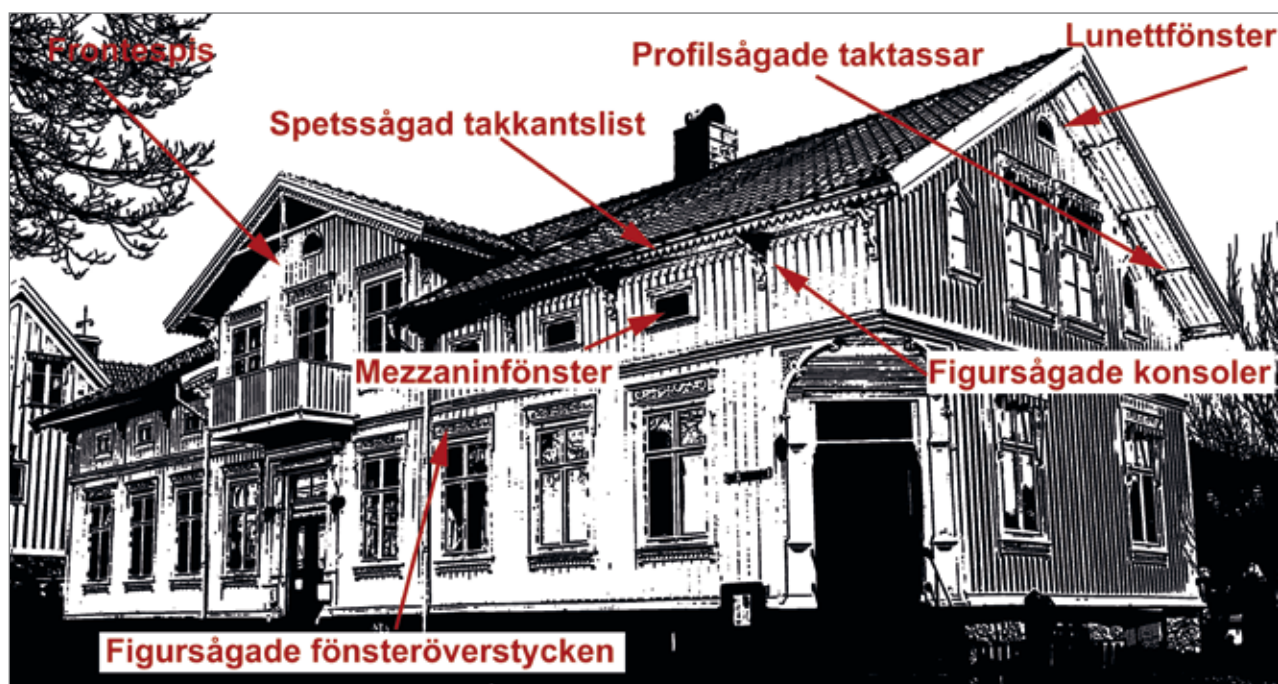 Frontespis
Lunettfönster
Profilsågade taktassar
Spetssågad takkantslist
Mezzaninfönster
Figursågade konsoler
Figursågade fönsteröverstycken